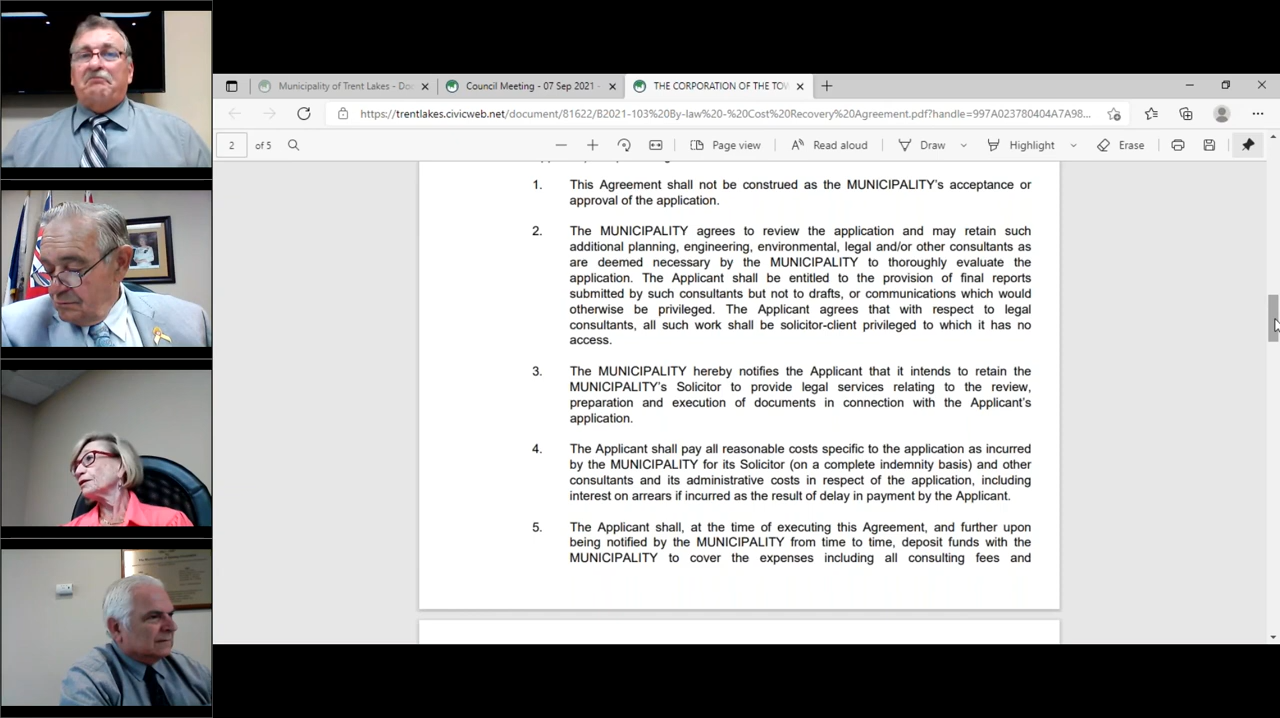 Municipality of Trent Lakes - Doc
Council Meeting - 07 Sep 2021 -
THE CORPORATION OF THE TOW
https://trentlakes.civicweb.net/document/81622/B2021-103%20By-law%20-%20Cost%20Recovery%20Agreement.pdf?handle=997A023780404A7A98...
2 of 5
Page view
Read aloud
Draw
Highlight
Erase
1. This Agreement shall not be construed as the MUNICIPALITY's acceptance or
approval of the application.
2. The MUNICIPALITY agrees to review the application and may retain such
additional planning, engineering, environmental, legal and/or other consultants as
are deemed necessary by the MUNICIPALITY to thoroughly evaluate the
application. The Applicant shall be entitled to the provision of final reports
submitted by such consultants but not to drafts, or communications which would
otherwise be privileged. The Applicant agrees that with respect to legal
consultants, all such work shall be solicitor-client privileged to which it has no
access.
3. The MUNICIPALITY hereby notifies the Applicant that it intends to retain the
MUNICIPALITY's Solicitor to provide legal services relating to the review,
preparation and execution of documents in connection with the Applicant's
application.
4. The Applicant shall pay all reasonable costs specific to the application as incurred
by the MUNICIPALITY for its Solicitor (on a complete indemnity basis) and other
consultants and its administrative costs in respect of the application, including
interest on arrears if incurred as the result of delay in payment by the Applicant.
5. The Applicant shall, at the time of executing this Agreement, and further upon
being notified by the MUNICIPALITY from time to time, deposit funds with the
MUNICIPALITY to cover the expenses including all consulting fees and